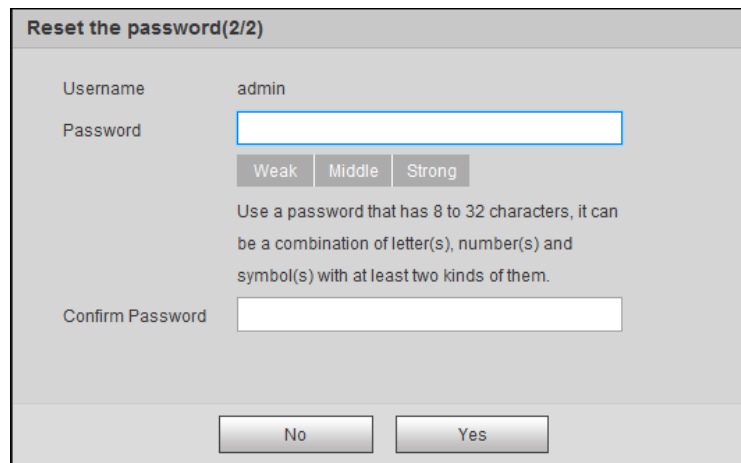 Reset the password(2/2)
Username admin
Password
Weak Middle Strong
Use a password that has 8 to 32 characters, it can
be a combination of letter(s), number(s) and
symbol(s) with at least two kinds of them.
Confirm Password
No Yes